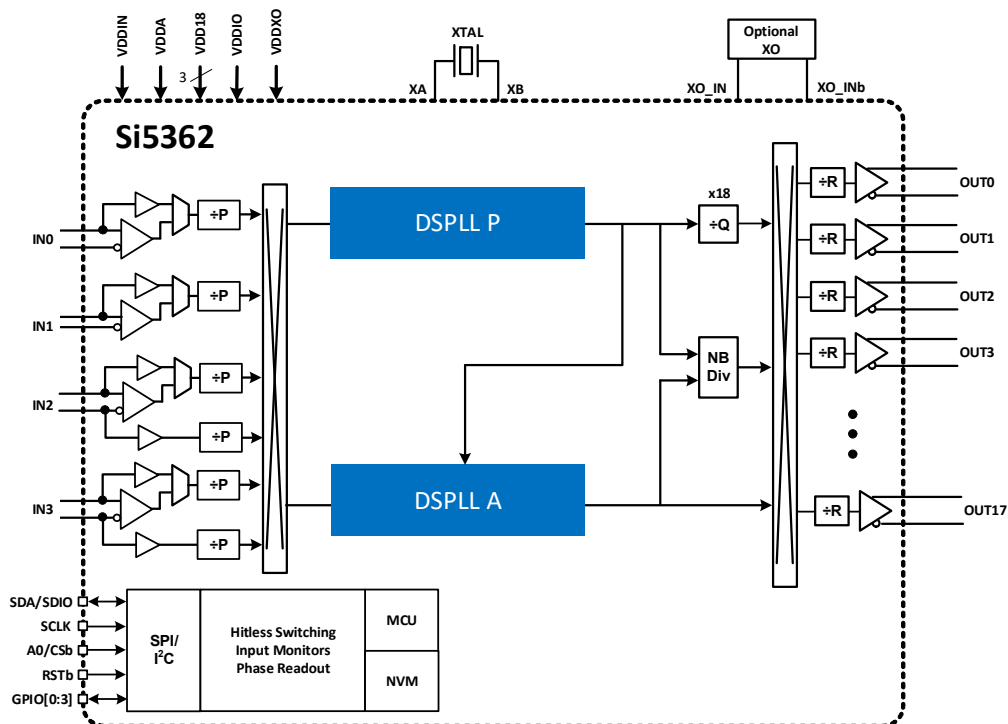 VDDIN
VDDA
VDD18
VDDIO
VDDXO
3
XTAL
XA
XB
Optional
XO
XO_IN
XO_INb
Si5362
IN0
÷P
IN1
÷P
IN2
÷P
÷P
IN3
÷P
÷P
DSPLL P
DSPLL A
x18
÷Q
NB
Div
÷R
OUT0
÷R
OUT1
÷R
OUT2
÷R
OUT3
÷R
OUT17
SDA/SDIO
SCLK
A0/CSb
RSTb
GPIO[0:3]
SPI/
I²C
Hitless Switching
Input Monitors
Phase Readout
MCU
NVM